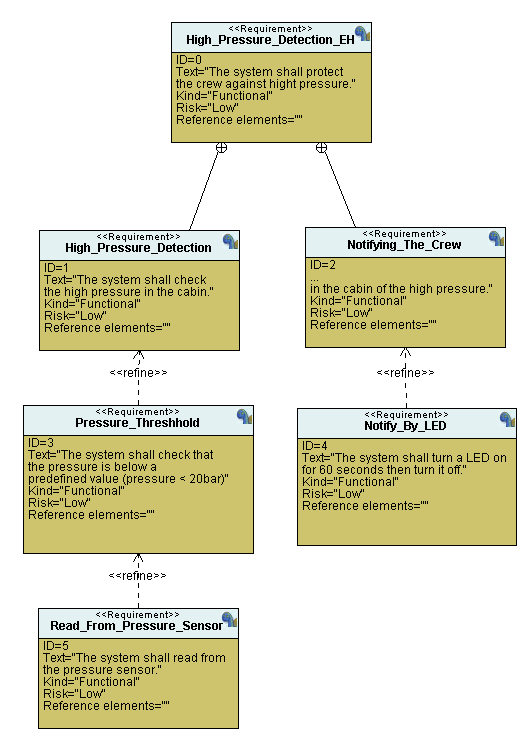 <<Requirement>>
High_Pressure_Detection_EH
ID=0
Text="The system shall protect
the crew against hight pressure."
Kind="Functional"
Risk="Low"
Reference elements=""
<<Requirement>>
High_Pressure_Detection
ID=1
Text="The system shall check
the high pressure in the cabin."
Kind="Functional"
Risk="Low"
Reference elements=""
<<Requirement>>
Notifying_The_Crew
ID=2
...
in the cabin of the high pressure."
Kind="Functional"
Risk="Low"
Reference elements=""
<<refine>>
<<refine>>
<<Requirement>>
Pressure_Threshhold
ID=3
Text="The system shall check that
the pressure is below a
predefined value (pressure < 20bar)"
Kind="Functional"
Risk="Low"
Reference elements=""
<<Requirement>>
Notify_By_LED
ID=4
Text="The system shall turn a LED on
for 60 seconds then turn it off."
Kind="Functional"
Risk="Low"
Reference elements=""
<<refine>>
<<Requirement>>
Read_From_Pressure_Sensor
ID=5
Text="The system shall read from
the pressure sensor."
Kind="Functional"
Risk="Low"
Reference elements=""